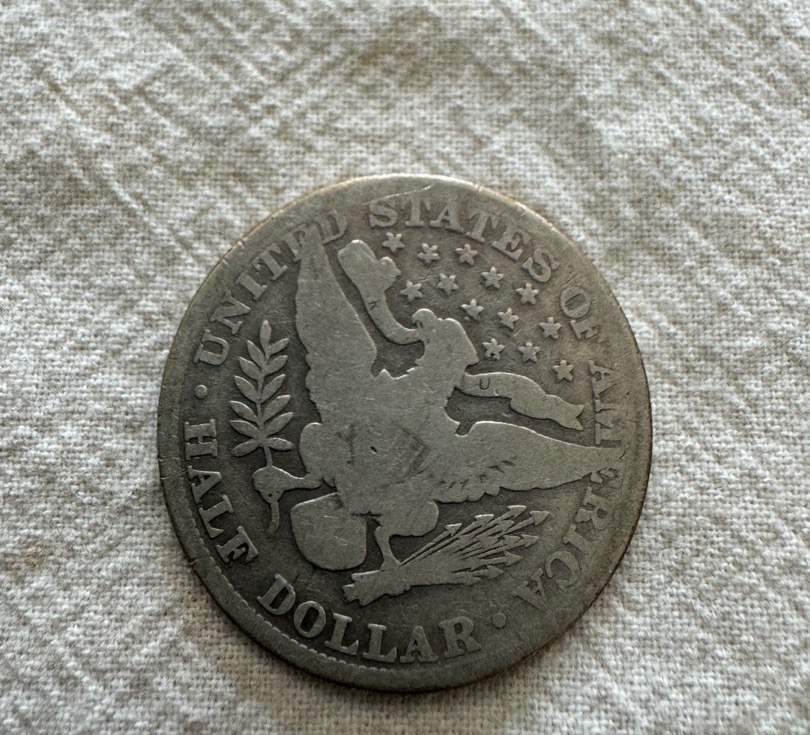 UNITED STATES OF AMERICA
HALF DOLLAR
U